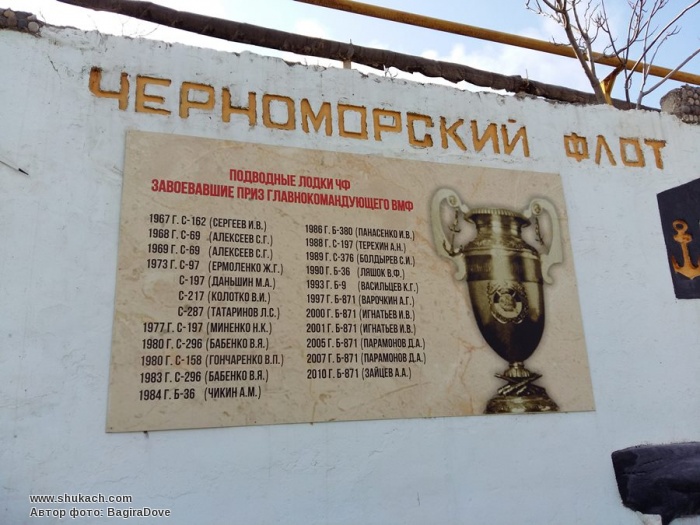 ЧЕРНОМОРСКИЙ ФЛОТ
ПОДВОДНЫЕ ЛОДКИ ЧФ
ЗАВОЕВАВШИЕ ПРИЗ ГЛАВНОКОМАНДУЮЩЕГО ВМФ
1967 Г. С-162 (СЕРГЕЕВ И.В.)
1968 Г. С-69 (АЛЕКСЕЕВ С.Г.)
1969 Г. С-69 (АЛЕКСЕЕВ С.Г.)
1973 Г. С-97 (ЕРМОЛЕНКО Ж.Г.)
С-197 (ДАНЬШИН М.А.)
С-217 (КОЛОТКО В.И.)
С-287 (ТАТАРИНОВ Л.С.)
1977 Г. С-197 (МИНЕНКО Н.К.)
1980 Г. С-296 (БАБЕНКО В.Я.)
1980 Г. С-158 (ГОНЧАРЕНКО В.П.)
1983 Г. С-296 (БАБЕНКО В.Я.)
1984 Г. Б-36 (ЧИКИН А.М.)
1986 Г. Б-380 (ПАНАСЕНКО И.В.)
1988 Г. С-197 (ТЕРЕХИН А.Н.)
1989 Г. С-376 (БОЛДЫРЕВ С.И.)
1990 Г. Б-36 (ЛЯШОК В.Ф.)
1993 Г. Б-9 (ВАСИЛЬЦЕВ К.Г.)
1997 Г. Б-871 (ВАРОЧКИН А.Г.)
2000 Г. Б-871 (ИГНАТЬЕВ И.В.)
2001 Г. Б-871 (ИГНАТЬЕВ И.В.)
2005 Г. Б-871 (ПАРАМОНОВ Д.А.)
2007 Г. Б-871 (ПАРАМОНОВ Д.А.)
2010 Г. Б-871 (ЗАЙЦЕВ А.А.)
www.shukach.com
Автор фото: BagiraDove